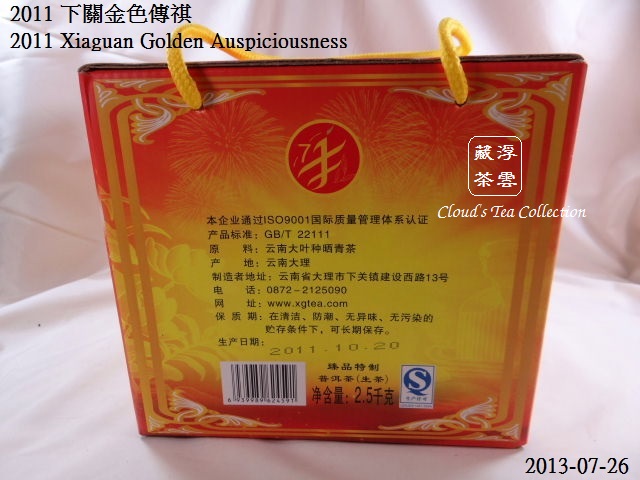 2011 下關金色傳祺
2011 Xiaguan Golden Auspiciousness
浮雲
藏茶
Cloud's Tea Collection
本企业通过ISO9001国际质量管理体系认证
产品标准: GB/T 22111
原 料: 云南大叶种晒青茶
产 地: 云南大理
制造者地址: 云南省大理市下关镇建设西路13号
电 话: 0872-2125090
网 址: www.xgtea.com
保 质 期: 在清洁、防潮、无异味、无污染的
贮存条件下，可长期保存。
生产日期:
2011.10.20
臻品特制
普洱茶(生茶)
净含量: 2.5千克
6939989624391
生产许可
2013-07-26